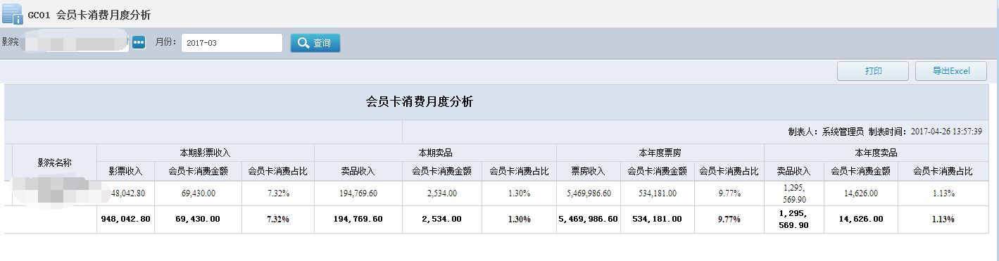 GC01 会员卡消费月度分析
影院
月份: 2017-03 查询
打印 导出Excel
会员卡消费月度分析
制表人: 系统管理员 制表时间: 2017-04-26 13:57:39
影院名称 本期影票收入 本期卖品 本年度票房 本年度卖品
影票收入 会员卡消费金额 会员卡消费占比 卖品收入 会员卡消费金额 会员卡消费占比 票房收入 会员卡消费金额 会员卡消费占比 卖品收入 会员卡消费金额 会员卡消费占比
48,042.80 69,430.00 7.32% 194,769.60 2,534.00 1.30% 5,469,986.60 534,181.00 9.77% 1,295,569.90 14,626.00 1.13%
948,042.80 69,430.00 7.32% 194,769.60 2,534.00 1.30% 5,469,986.60 534,181.00 9.77% 1,295,569.90 14,626.00 1.13%